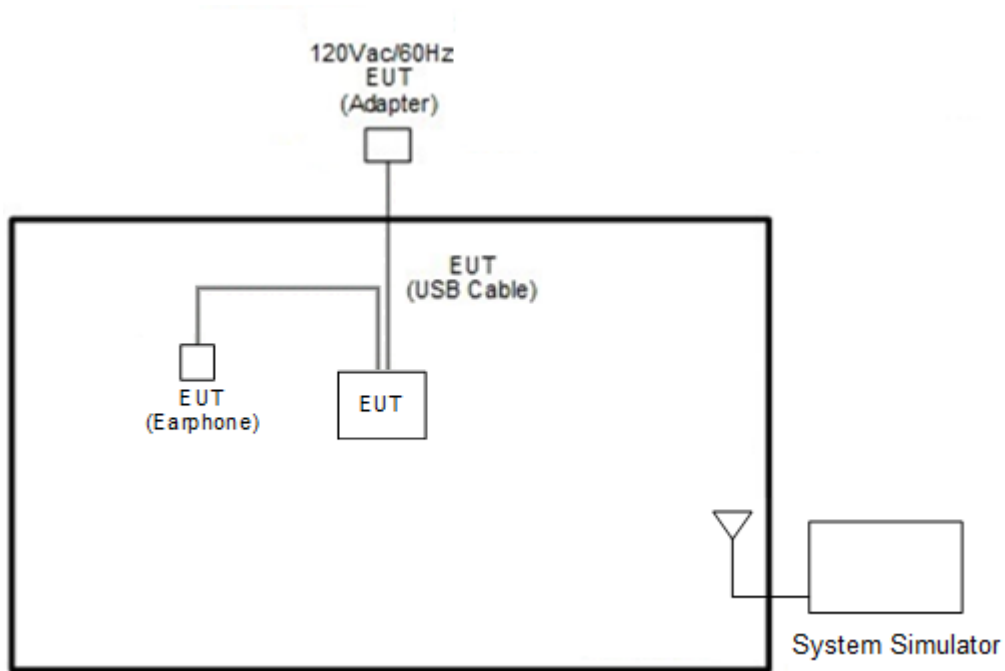 120Vac/60Hz
EUT
(Adapter)
EUT
(USB Cable)
EUT
(Earphone)
EUT
System Simulator